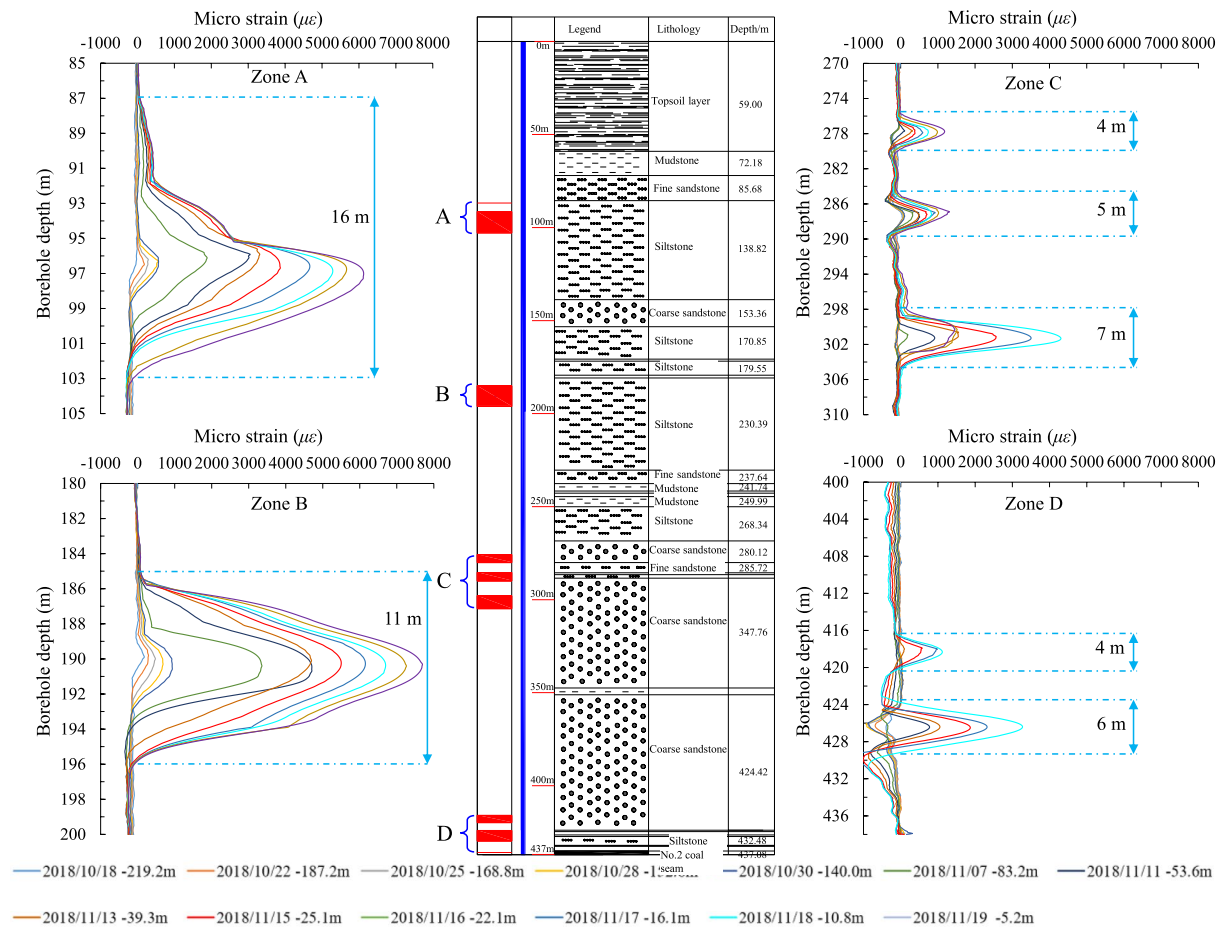 Micro strain (με)
-1000 0 1000 2000 3000 4000 5000 6000 7000 8000
Zone A
Borehole depth (m)
85
87
89
91
93
95
97
99
101
103
105
16 m
Micro strain (με)
-1000 0 1000 2000 3000 4000 5000 6000 7000 8000
Zone B
Borehole depth (m)
180
182
184
186
188
190
192
194
196
198
200
11 m
Legend Lithology Depth/m
0m
Topsoil layer 59.00
50m
Mudstone 72.18
Fine sandstone 85.68
A
100m
Siltstone 138.82
Coarse sandstone 153.36
150m
Siltstone 170.85
Siltstone 179.55
B
200m
Siltstone 230.39
Fine sandstone 237.64
Mudstone 241.74
Mudstone 249.99
250m
Siltstone 268.34
Coarse sandstone 280.12
C
Fine sandstone 285.72
300m
Coarse sandstone 347.76
350m
Coarse sandstone 424.42
400m
D
Siltstone 432.48
437m
No.2 coal 437.08
seam
Micro strain (με)
-1000 0 1000 2000 3000 4000 5000 6000 7000 8000
Zone C
Borehole depth (m)
270
274
278
282
286
290
294
298
302
306
310
4 m
5 m
7 m
Micro strain (με)
-1000 0 1000 2000 3000 4000 5000 6000 7000 8000
Zone D
Borehole depth (m)
400
404
408
412
416
420
424
428
432
436
4 m
6 m
2018/10/18 -219.2m 2018/10/22 -187.2m 2018/10/25 -168.8m 2018/10/28 2018/10/30 -140.0m 2018/11/07 -83.2m 2018/11/11 -53.6m
2018/11/13 -39.3m 2018/11/15 -25.1m 2018/11/16 -22.1m 2018/11/17 -16.1m 2018/11/18 -10.8m 2018/11/19 -5.2m